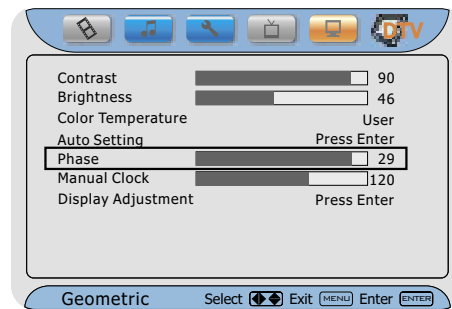 DTV
Contrast 90
Brightness 46
Color Temperature User
Auto Setting Press Enter
Phase 29
Manual Clock 120
Display Adjustment Press Enter
Geometric Select Exit MENU Enter ENTER